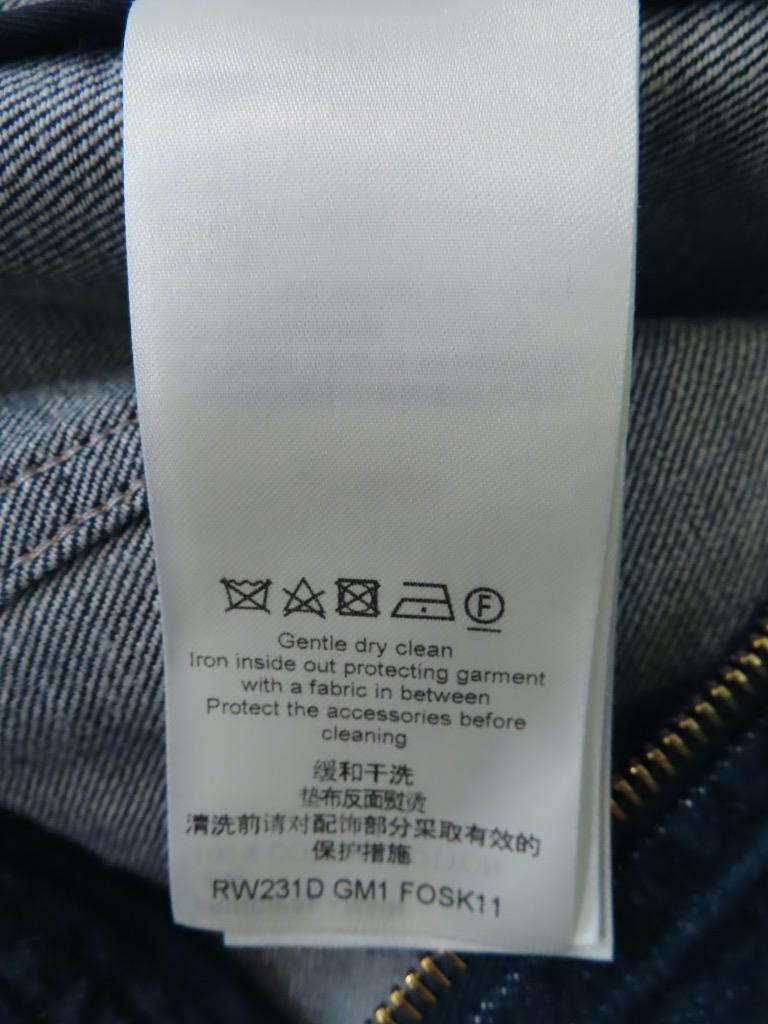 F
Gentle dry clean
Iron inside out protecting garment
with a fabric in between
Protect the accessories before
cleaning
缓和干洗
垫布反面熨烫
清洗前请对配饰部分采取有效的
保护措施
RW231D GM1 FOSK11